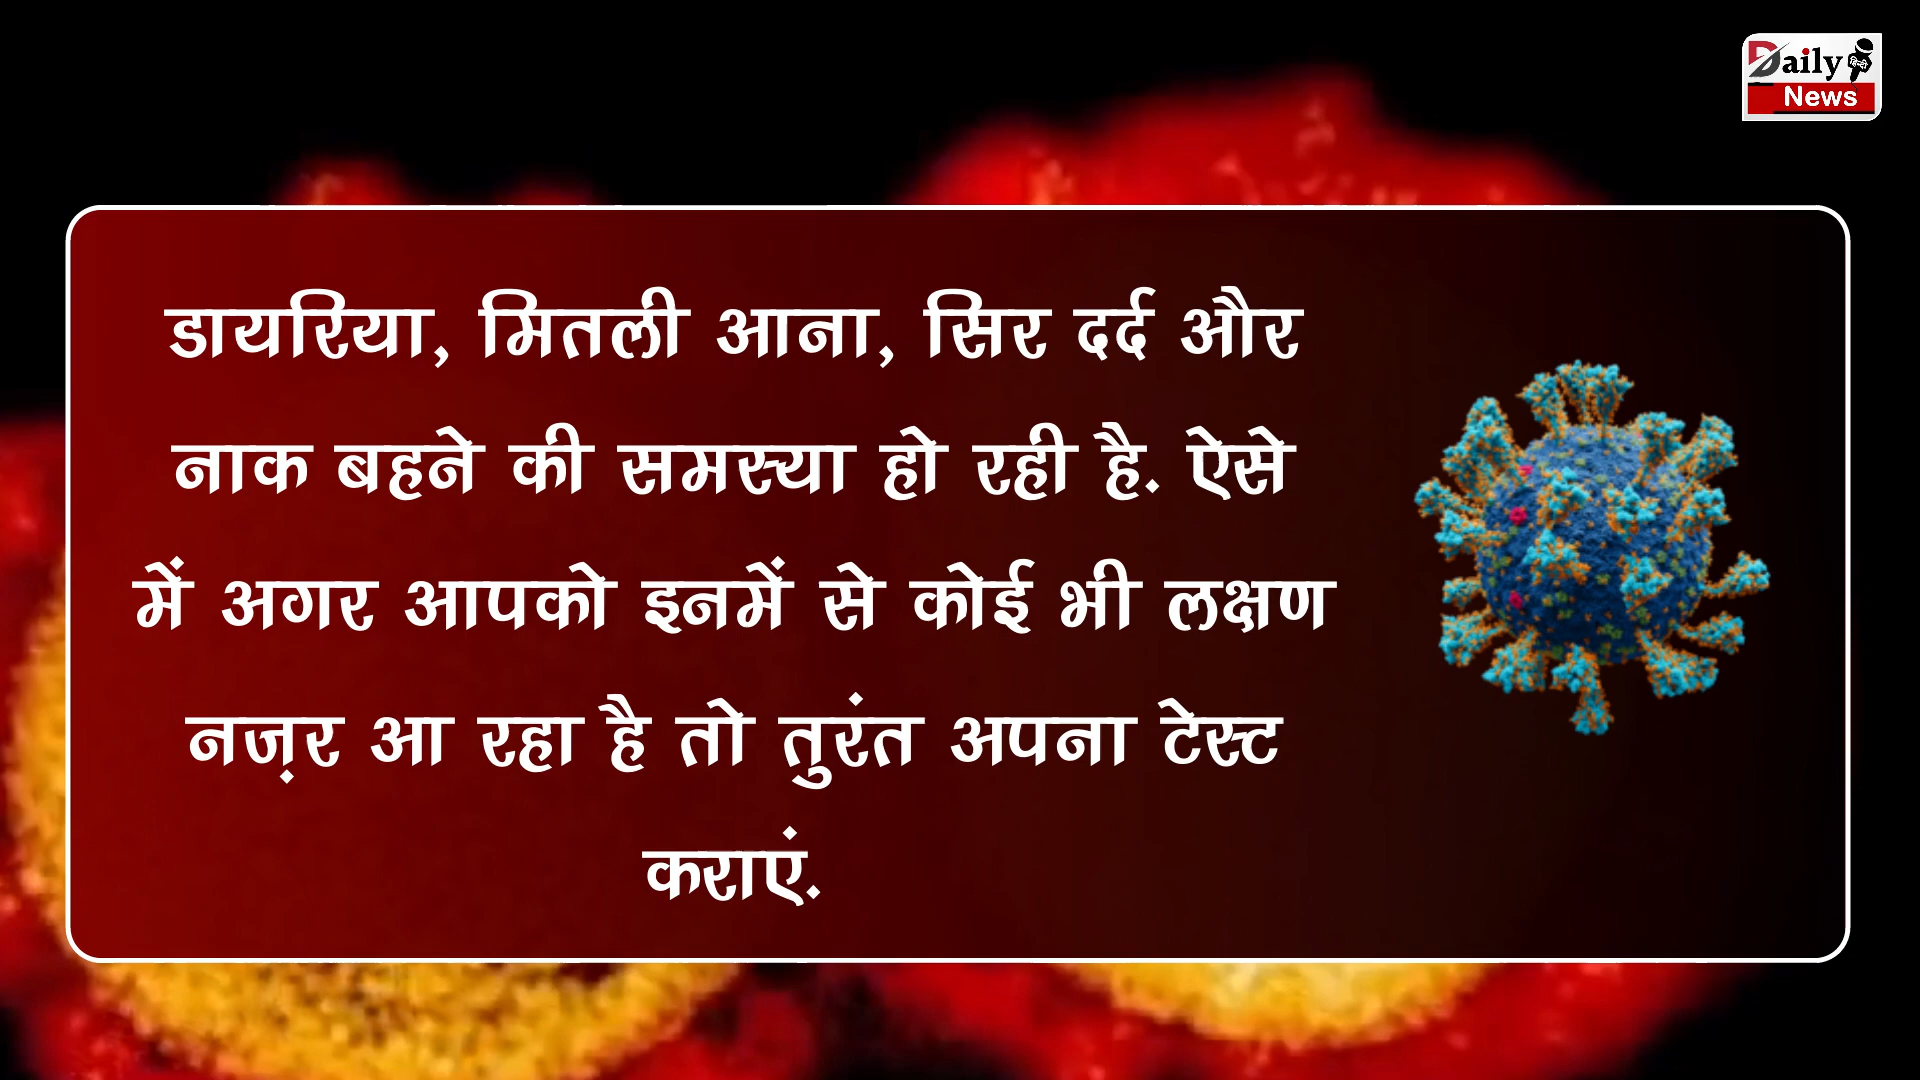 Daily
News
डायरिया, मितली आना, सिर दर्द और
नाक बहने की समस्या हो रही है. ऐसे
में अगर आपको इनमें से कोई भी लक्षण
नज़र आ रहा है तो तुरंत अपना टेस्ट
कराएं.